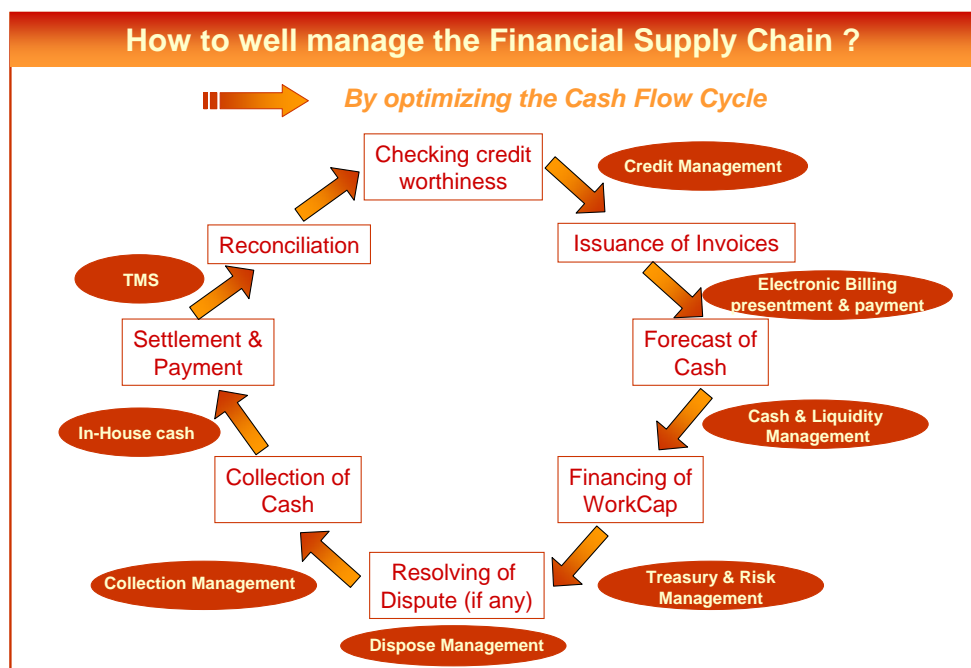 How to well manage the Financial Supply Chain ?
By optimizing the Cash Flow Cycle
Checking credit
worthiness
Credit Management
Issuance of Invoices
Electronic Billing
presentment & payment
Forecast of
Cash
Cash & Liquidity
Management
Financing of
WorkCap
Treasury & Risk
Management
Resolving of
Dispute (if any)
Dispose Management
Collection Management
Collection of
Cash
In-House cash
Settlement &
Payment
TMS
Reconciliation